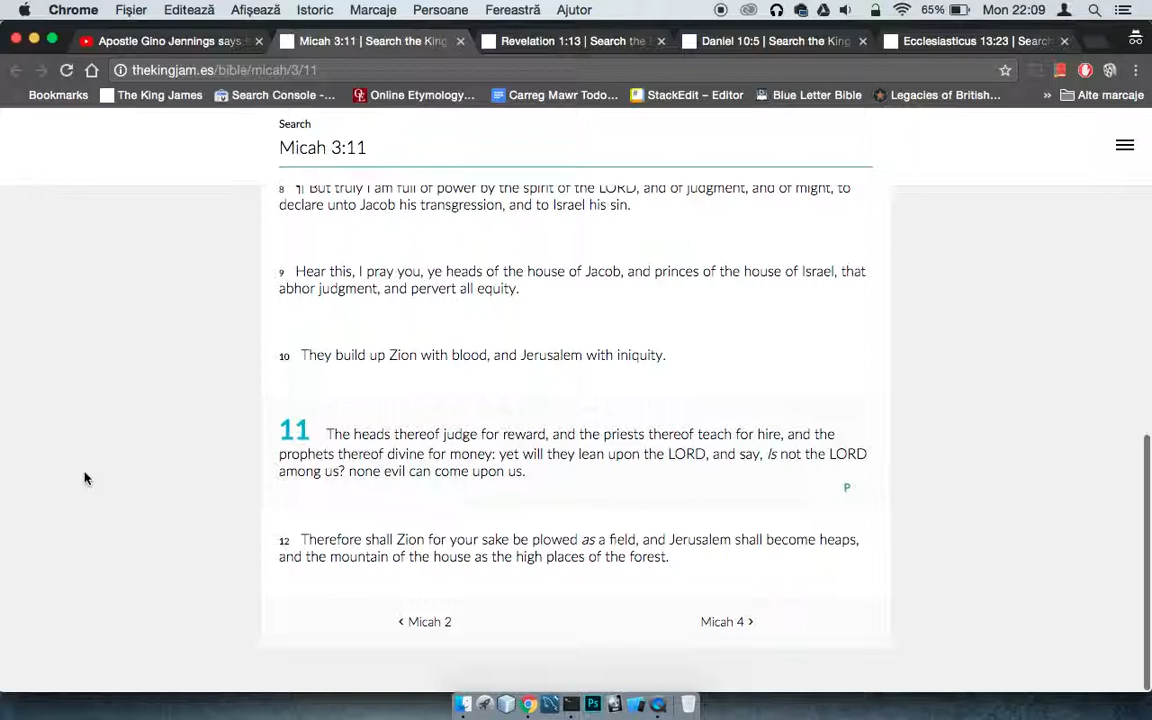 Chrome Fișier Editează Afișează Istoric Marcaje Persoane Fereastră Ajutor 65% Mon 22:09
Apostle Gino Jennings says Micah 3:11 | Search the King Revelation 1:13 | Search the Daniel 10:5 | Search the King Ecclesiasticus 13:23 | Search
thekingjam.es/bible/micah/3/11
Bookmarks The King James Search Console -... Online Etymology... Carreg Mawr Todo... StackEdit – Editor Blue Letter Bible Legacies of British... » Alte marcaje
Search
Micah 3:11
8 ¶ But truly I am full of power by the spirit of the LORD, and of judgment, and of might, to
declare unto Jacob his transgression, and to Israel his sin.
9 Hear this, I pray you, ye heads of the house of Jacob, and princes of the house of Israel, that
abhor judgment, and pervert all equity.
10 They build up Zion with blood, and Jerusalem with iniquity.
11 The heads thereof judge for reward, and the priests thereof teach for hire, and the
prophets thereof divine for money: yet will they lean upon the LORD, and say, Is not the LORD
among us? none evil can come upon us.
P
12 Therefore shall Zion for your sake be plowed as a field, and Jerusalem shall become heaps,
and the mountain of the house as the high places of the forest.
‹ Micah 2 Micah 4 ›
Ps